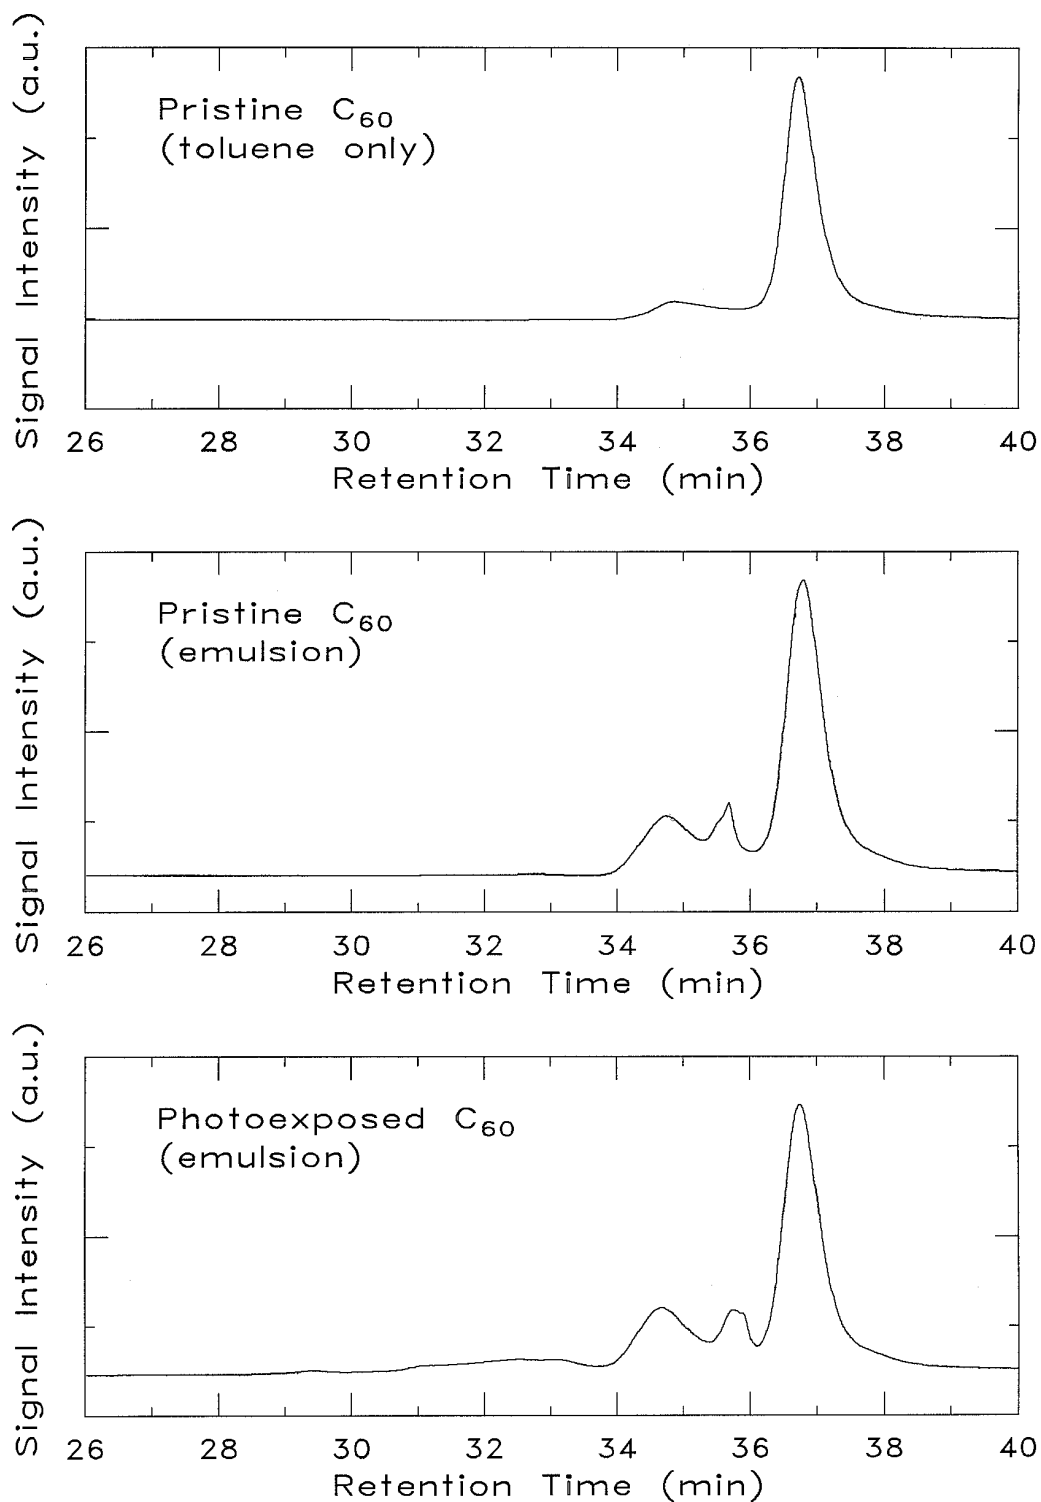 Signal Intensity (a.u.)
Pristine C60
(toluene only)
26 28 30 32 34 36 38 40
Retention Time (min)
Signal Intensity (a.u.)
Pristine C60
(emulsion)
26 28 30 32 34 36 38 40
Retention Time (min)
Signal Intensity (a.u.)
Photoexposed C60
(emulsion)
26 28 30 32 34 36 38 40
Retention Time (min)